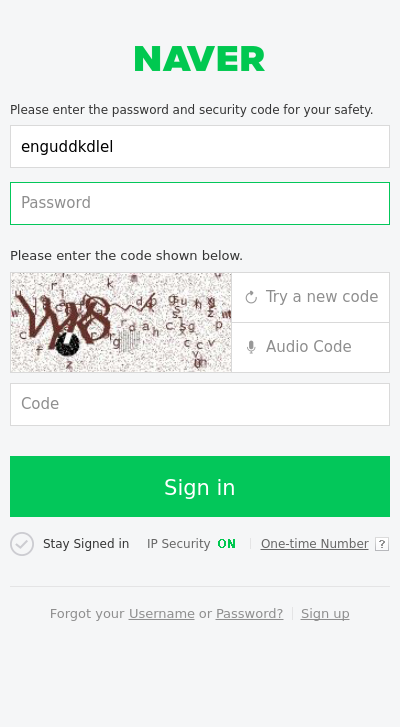 NAVER
Please enter the password and security code for your safety.
enguddkdlel
Password
Please enter the code shown below.
Try a new code
Audio Code
Code
Sign in
Stay Signed in IP Security ON One-time Number ?
Forgot your Username or Password? Sign up